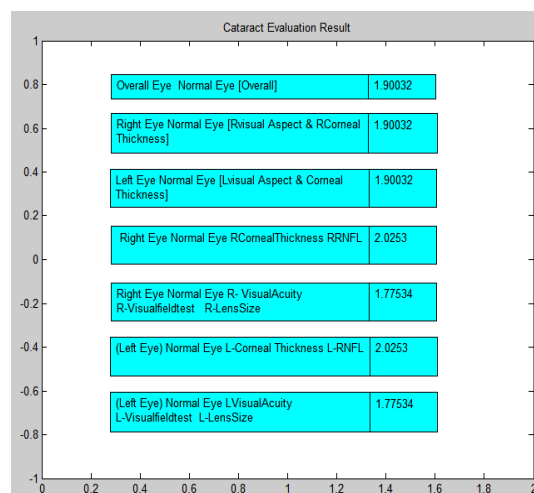 Cataract Evaluation Result
1
0.8
0.6
0.4
0.2
0
-0.2
-0.4
-0.6
-0.8
-1
Overall Eye Normal Eye [Overall] 1.90032
Right Eye Normal Eye [Rvisual Aspect & RCorneal 1.90032
Thickness]
Left Eye Normal Eye [Lvisual Aspect & Corneal 1.90032
Thickness]
Right Eye Normal Eye RCornealThickness RRNFL 2.0253
Right Eye Normal Eye R- VisualAcuity 1.77534
R-Visualfieldtest R-LensSize
(Left Eye) Normal Eye L-Corneal Thickness L-RNFL 2.0253
(Left Eye) Normal Eye LVisualAcuity 1.77534
L-Visualfieldtest L-LensSize
0 0.2 0.4 0.6 0.8 1 1.2 1.4 1.6 1.8 2